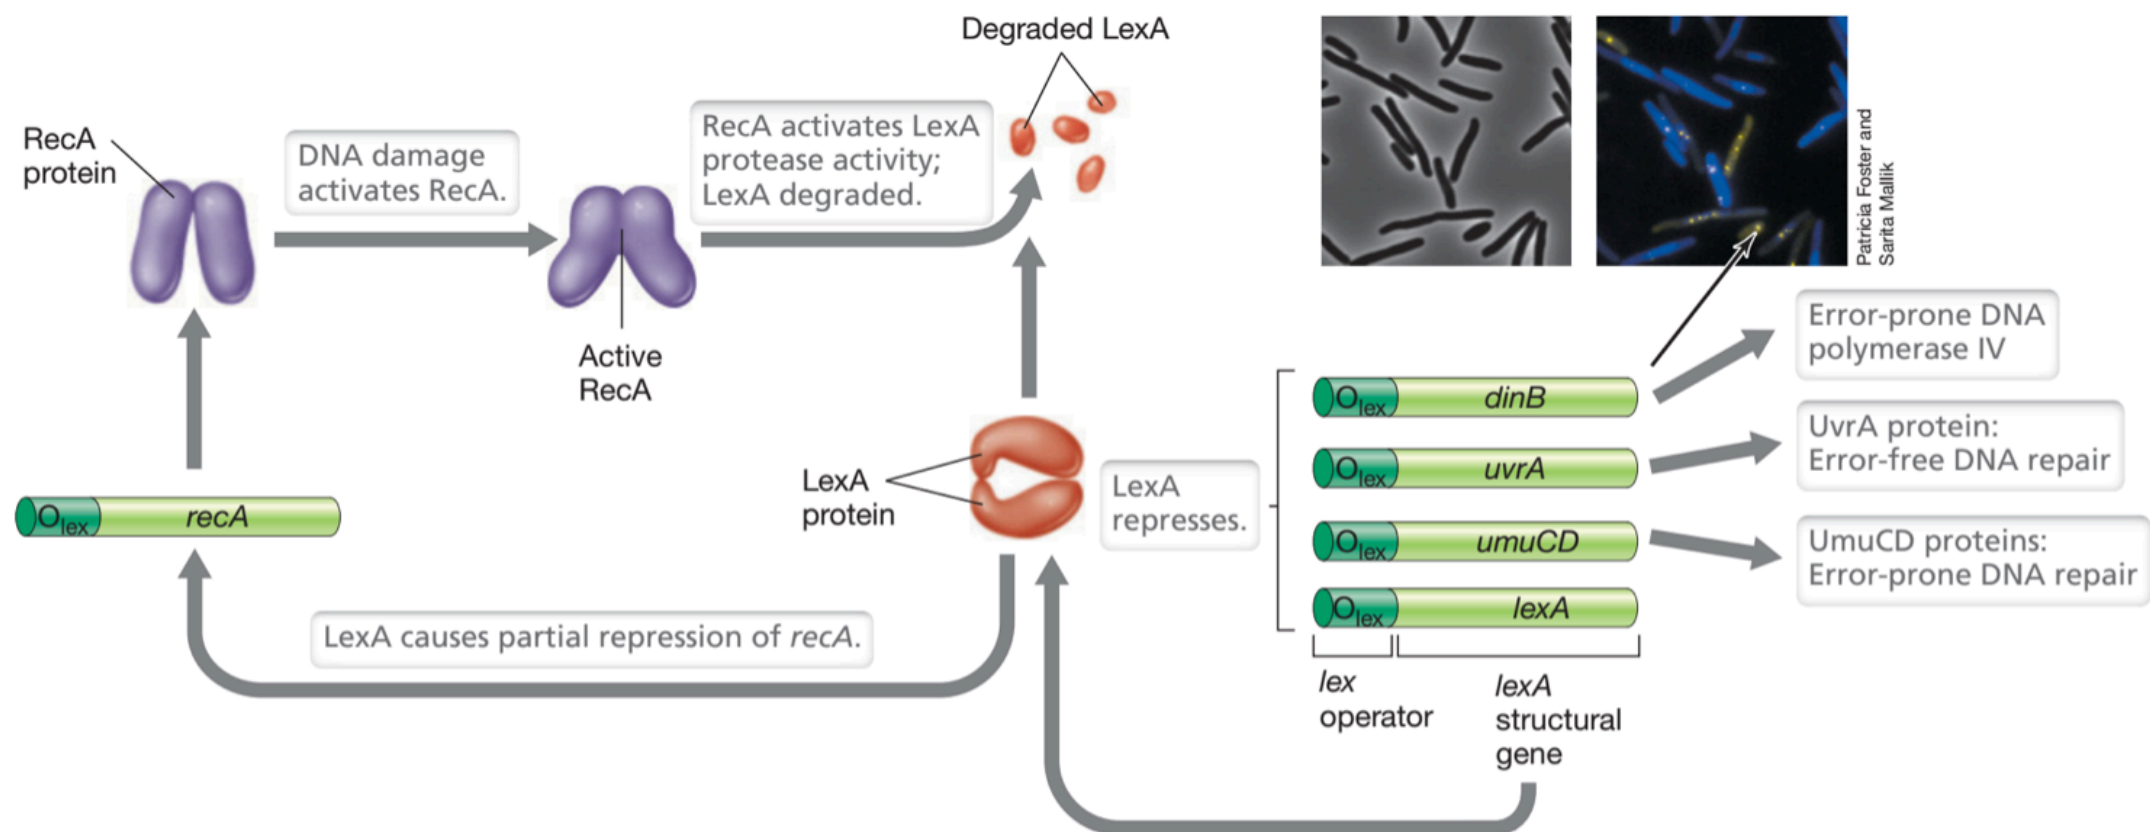 Degraded LexA
RecA
protein
DNA damage
activates RecA.
RecA activates LexA
protease activity;
LexA degraded.
Patricia Foster and
Sarita Mallik
Active
RecA
Error-prone DNA
polymerase IV
Olex dinB
UvrA protein:
Error-free DNA repair
Olex uvrA
LexA
protein
LexA
represses.
Olex recA
Olex umuCD
UmuCD proteins:
Error-prone DNA repair
Olex lexA
LexA causes partial repression of recA.
lex
operator
lexA
structural
gene